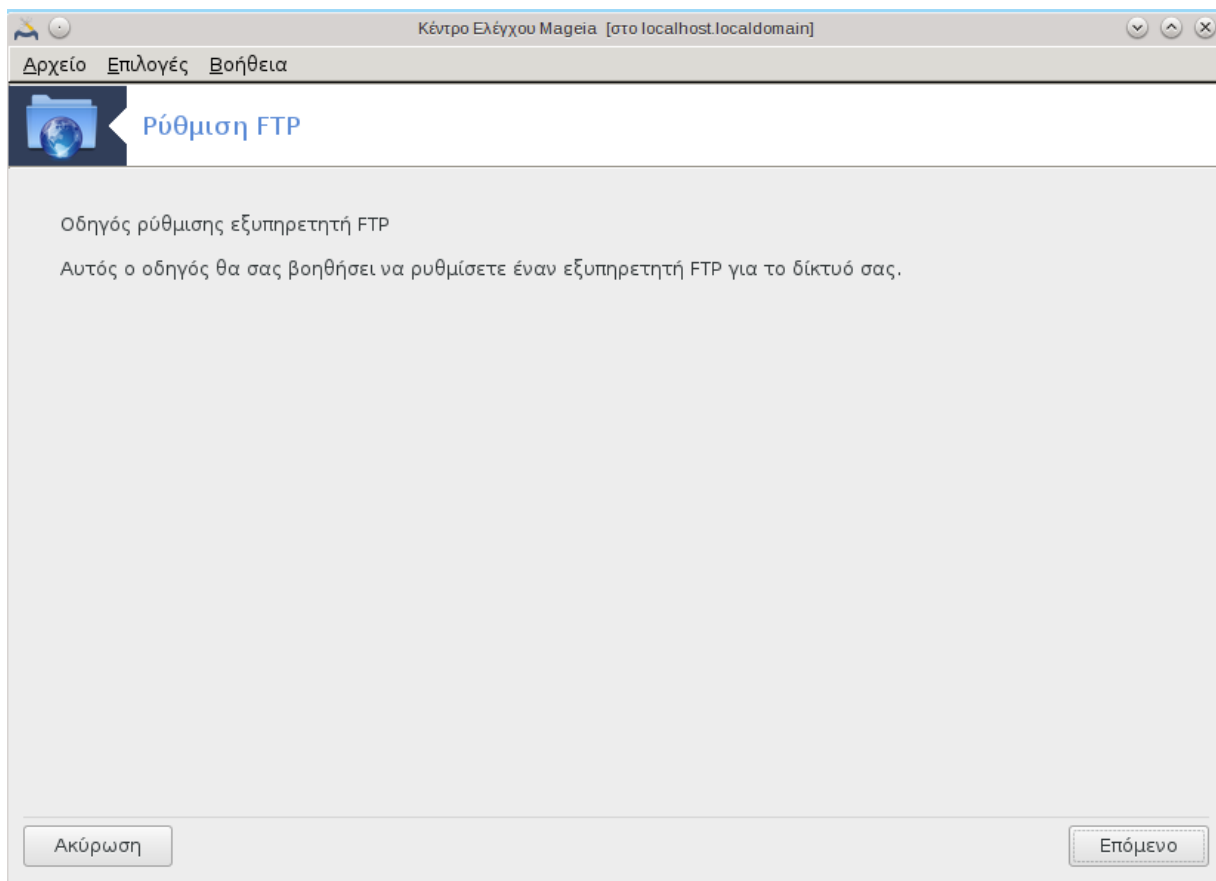 Κέντρο Ελέγχου Mageia [στο localhost.localdomain]
Αρχείο Επιλογές Βοήθεια
Ρύθμιση FTP
Οδηγός ρύθμισης εξυπηρετητή FTP
Αυτός ο οδηγός θα σας βοηθήσει να ρυθμίσετε έναν εξυπηρετητή FTP για το δίκτυό σας.
Ακύρωση Επόμενο